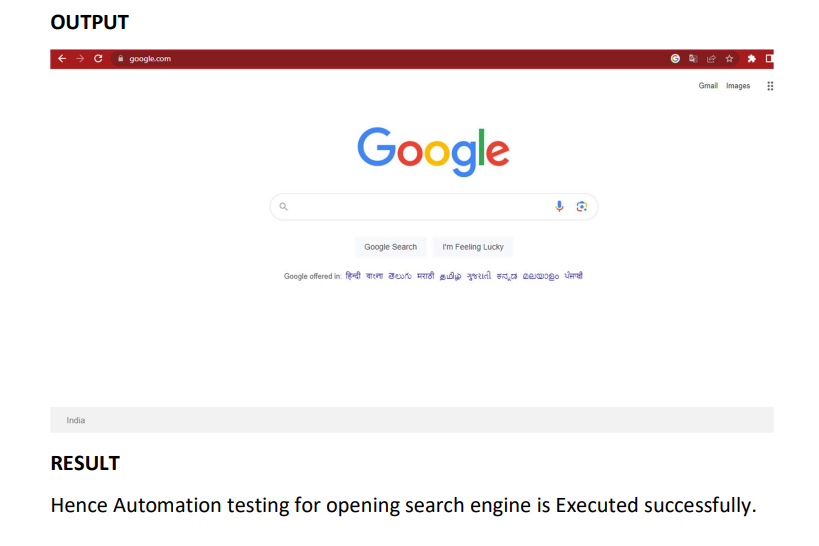 OUTPUT
google.com
Gmail Images
Google
Google Search I'm Feeling Lucky
Google offered in: हिन्दी বাংলা తెలుగు मराठी தமிழ் ગુજરાતી ಕನ್ನಡ മലയാളം ਪੰਜਾਬੀ
India
RESULT
Hence Automation testing for opening search engine is Executed successfully.